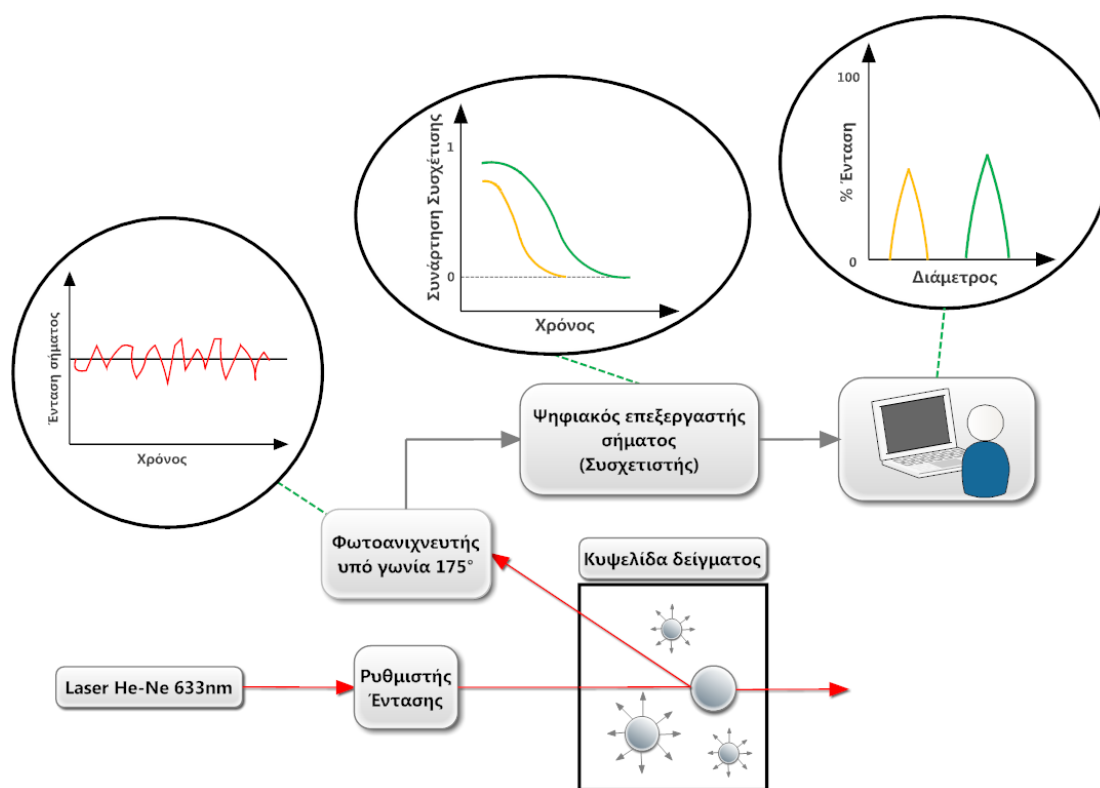 100
% Ένταση
0
Διάμετρος
Συνάρτηση Συσχέτισης
1
0
Χρόνος
Ένταση σήματος
Χρόνος
Ψηφιακός επεξεργαστής
σήματος
(Συσχετιστής)
Φωτοανιχνευτής
υπό γωνία 175°
Κυψελίδα δείγματος
Laser He-Ne 633nm
Ρυθμιστής
Έντασης